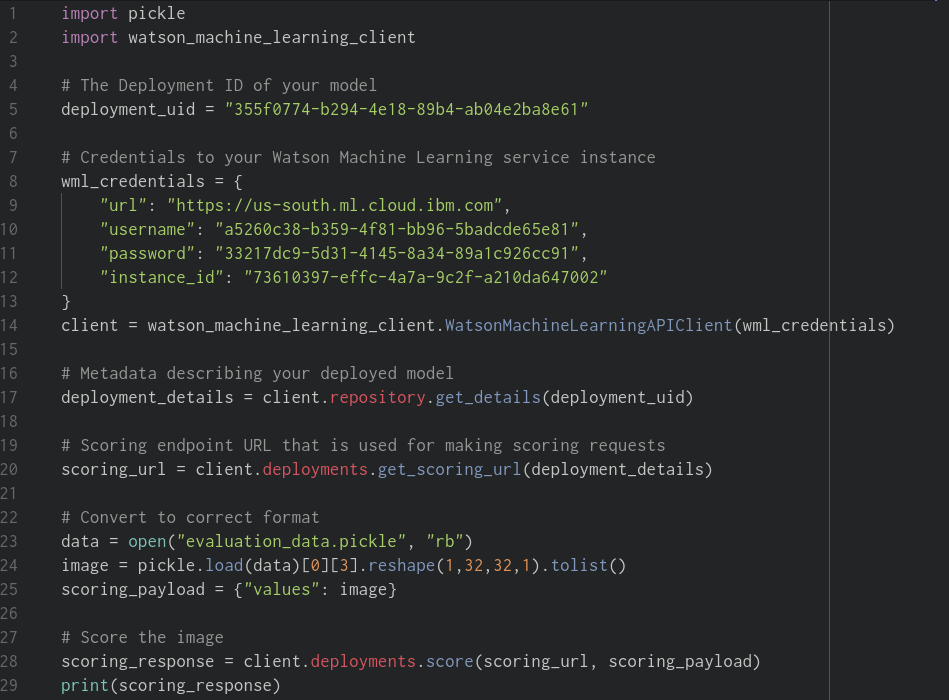 1 import pickle
2 import watson_machine_learning_client
3
4 # The Deployment ID of your model
5 deployment_uid = "355f0774-b294-4e18-89b4-ab04e2ba8e61"
6
7 # Credentials to your Watson Machine Learning service instance
8 wml_credentials = {
9     "url": "https://us-south.ml.cloud.ibm.com",
10     "username": "a5260c38-b359-4f81-bb96-5badcde65e81",
11     "password": "33217dc9-5d31-4145-8a34-89a1c926cc91",
12     "instance_id": "73610397-effc-4a7a-9c2f-a210da647002"
13 }
14 client = watson_machine_learning_client.WatsonMachineLearningAPIClient(wml_credentials)
15
16 # Metadata describing your deployed model
17 deployment_details = client.repository.get_details(deployment_uid)
18
19 # Scoring endpoint URL that is used for making scoring requests
20 scoring_url = client.deployments.get_scoring_url(deployment_details)
21
22 # Convert to correct format
23 data = open("evaluation_data.pickle", "rb")
24 image = pickle.load(data)[0][3].reshape(1,32,32,1).tolist()
25 scoring_payload = {"values": image}
26
27 # Score the image
28 scoring_response = client.deployments.score(scoring_url, scoring_payload)
29 print(scoring_response)